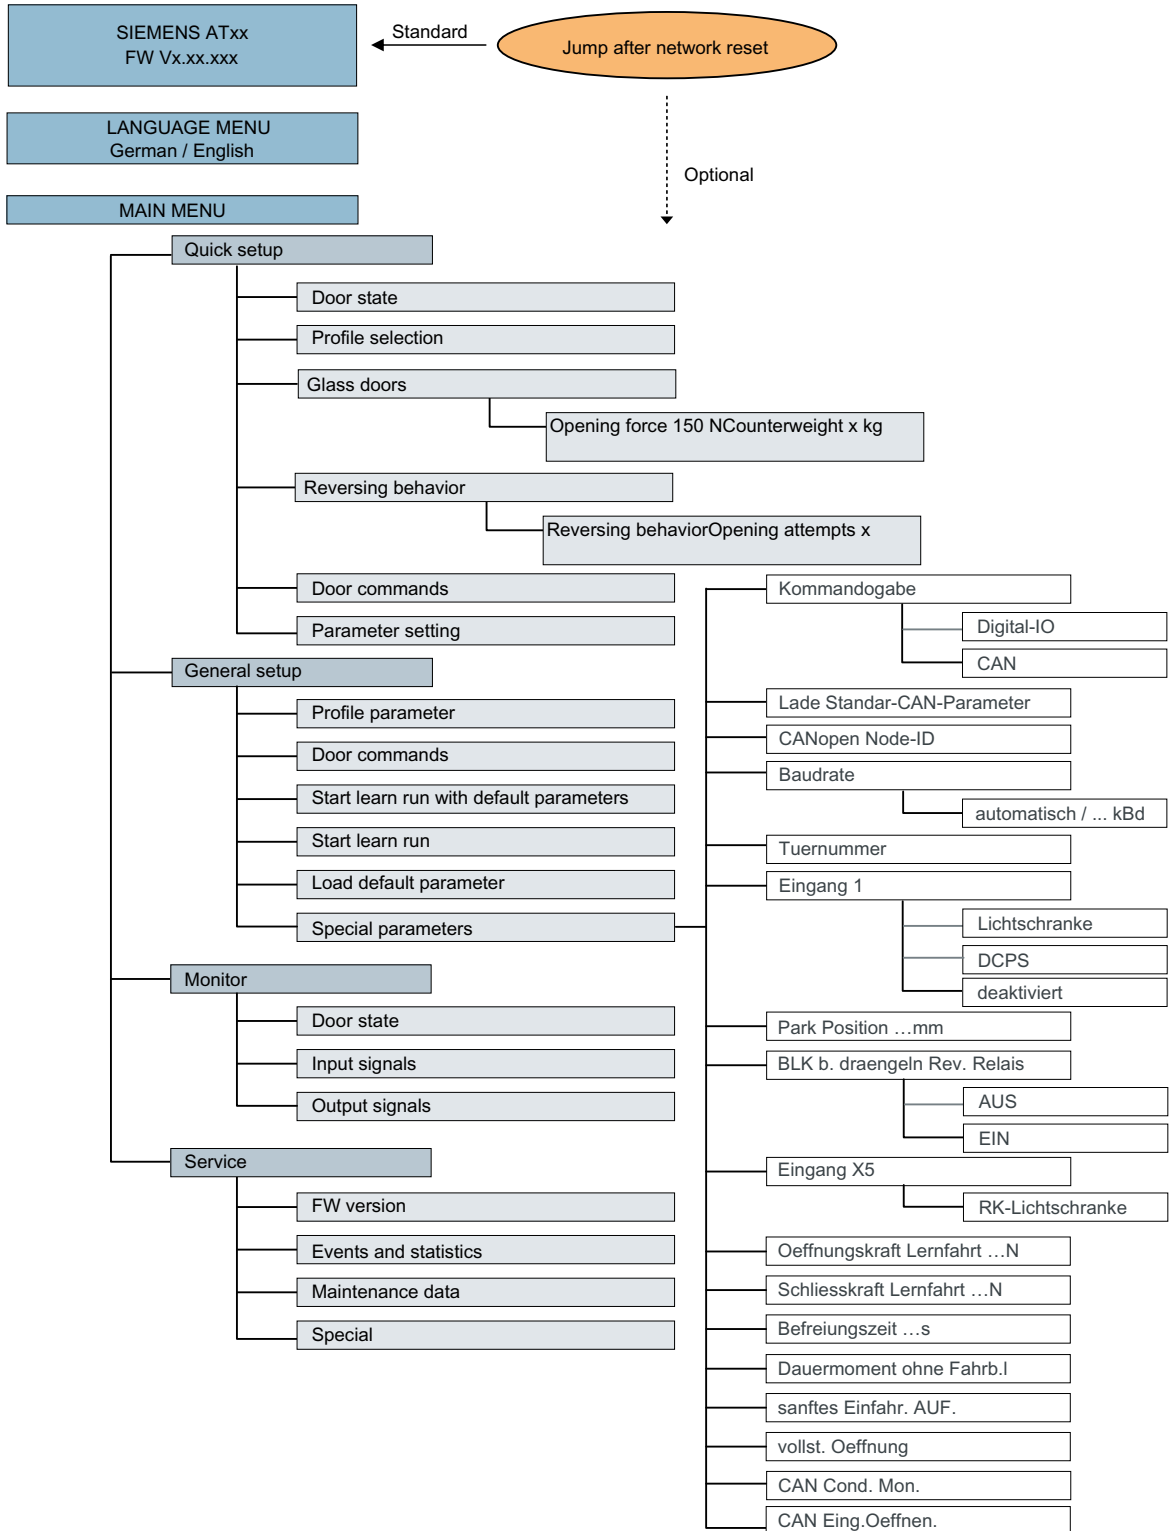 SIEMENS ATxx
FW Vx.xx.xxx
Standard
Jump after network reset
LANGUAGE MENU
German / English
Optional
MAIN MENU
Quick setup
Door state
Profile selection
Glass doors
Opening force 150 NCounterweight x kg
Reversing behavior
Reversing behaviorOpening attempts x
Door commands
Parameter setting
General setup
Profile parameter
Door commands
Start learn run with default parameters
Start learn run
Load default parameter
Special parameters
Kommandogabe
Digital-IO
CAN
Lade Standar-CAN-Parameter
CANopen Node-ID
Baudrate
automatisch / ... kBd
Tuernummer
Eingang 1
Lichtschranke
DCPS
deaktiviert
Park Position ...mm
BLK b. draengeln Rev. Relais
AUS
EIN
Eingang X5
RK-Lichtschranke
Oeffnungskraft Lernfahrt ...N
Schliesskraft Lernfahrt ...N
Befreiungszeit ...s
Dauermoment ohne Fahrb.l
sanftes Einfahr. AUF.
vollst. Oeffnung
CAN Cond. Mon.
CAN Eing.Oeffnen.
Monitor
Door state
Input signals
Output signals
Service
FW version
Events and statistics
Maintenance data
Special